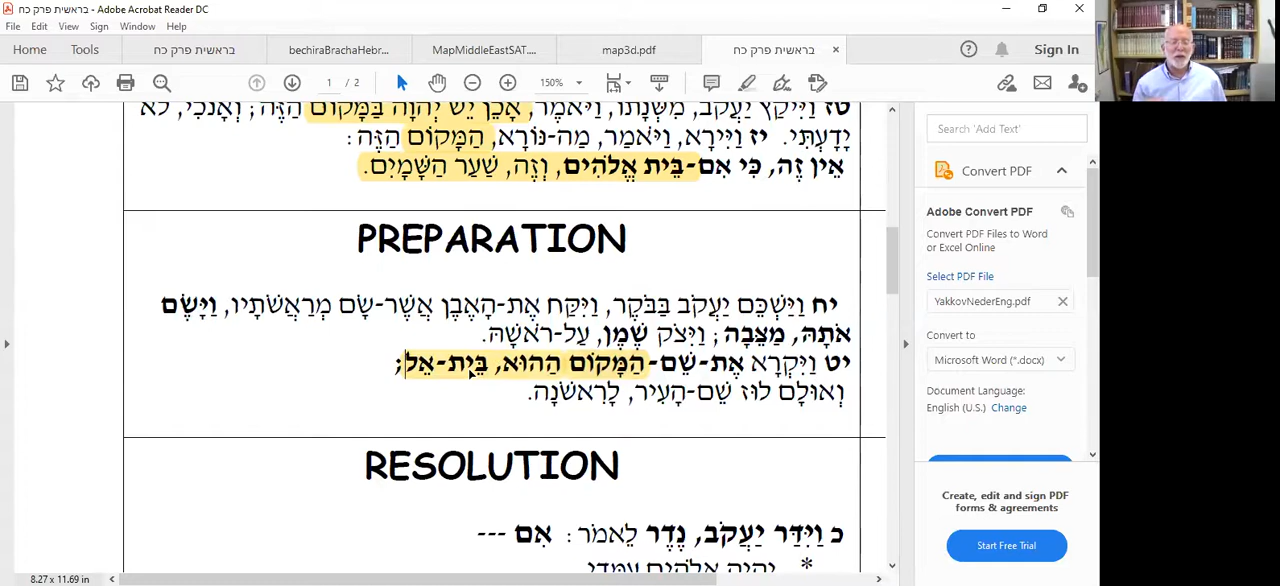 בראשית פרק כח - Adobe Acrobat Reader DC
File Edit View Sign Window Help
Home Tools בראשית פרק כח bechiraBrachaHebr... MapMiddleEastSAT.... map3d.pdf בראשית פרק כח × Sign In
1 / 2 150%
טז וַיִּיקַץ יַעֲקֹב, מִשְּׁנָתוֹ, וַיֹּאמֶר, אָכֵן יֵשׁ יְהוָה בַּמָּקוֹם הַזֶּה; וְאָנֹכִי, לֹא
יָדָעְתִּי. יז וַיִּירָא, וַיֹּאמַר, מַה-נּוֹרָא, הַמָּקוֹם הַזֶּה:
אֵין זֶה, כִּי אִם-בֵּית אֱלֹהִים, וְזֶה, שַׁעַר הַשָּׁמָיִם.
PREPARATION
יח וַיַּשְׁכֵּם יַעֲקֹב בַּבֹּקֶר, וַיִּקַּח אֶת-הָאֶבֶן אֲשֶׁר-שָׂם מְרַאֲשֹׁתָיו, וַיָּשֶׂם
אֹתָהּ, מַצֵּבָה; וַיִּצֹק שֶׁמֶן, עַל-רֹאשָׁהּ.
יט וַיִּקְרָא אֶת-שֵׁם-הַמָּקוֹם הַהוּא, בֵּית-אֵל;
וְאוּלָם לוּז שֵׁם-הָעִיר, לָרִאשֹׁנָה.
RESOLUTION
כ וַיִּדַּר יַעֲקֹב, נֶדֶר לֵאמֹר: אִם ---
* יִהְיֶה אֱלֹהִים עִמָּדִי
8.27 x 11.69 in
Search 'Add Text'
Convert PDF
Adobe Convert PDF
Convert PDF Files to Word
or Excel Online
Select PDF File
YakkovNederEng.pdf ×
Convert to
Microsoft Word (*.docx)
Document Language:
English (U.S.) Change
Create, edit and sign PDF
forms & agreements
Start Free Trial